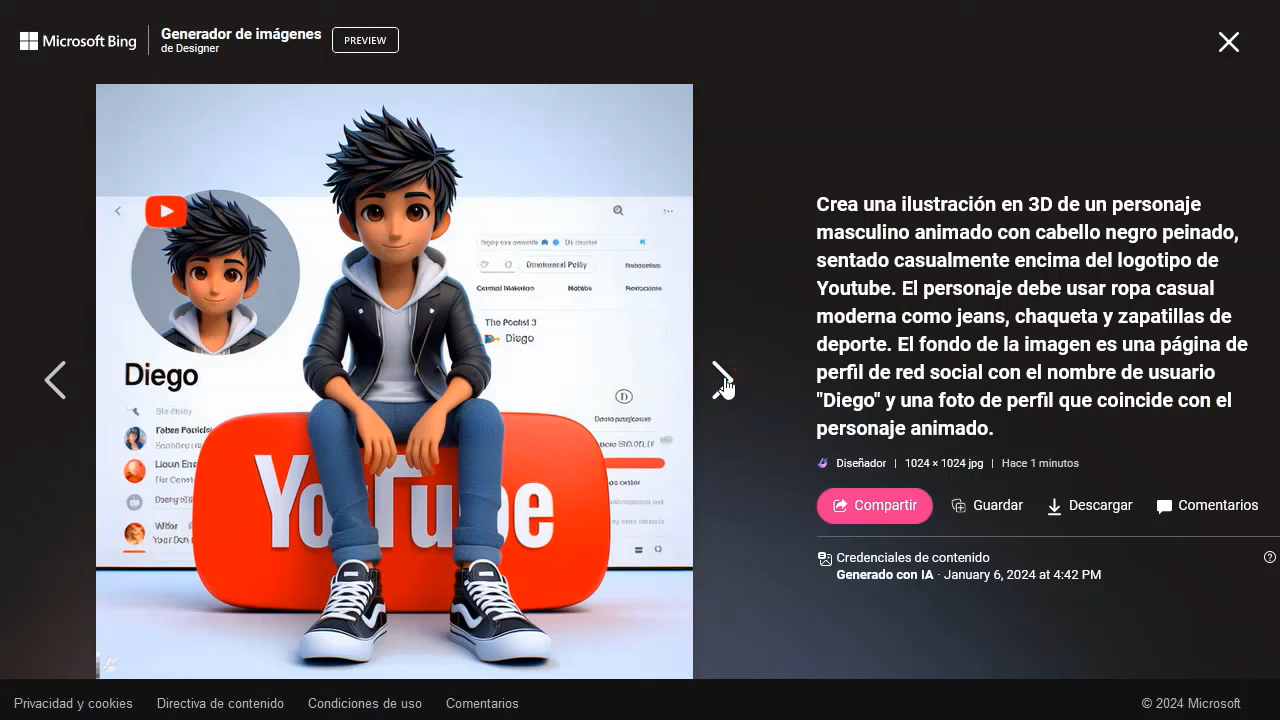 Microsoft Bing
Generador de imágenes
de Designer
PREVIEW
The Pockst 3
Diego
Diego
YouTube
Crea una ilustración en 3D de un personaje
masculino animado con cabello negro peinado,
sentado casualmente encima del logotipo de
Youtube. El personaje debe usar ropa casual
moderna como jeans, chaqueta y zapatillas de
deporte. El fondo de la imagen es una página de
perfil de red social con el nombre de usuario
"Diego" y una foto de perfil que coincide con el
personaje animado.
Diseñador | 1024 × 1024 jpg | Hace 1 minutos
Compartir Guardar Descargar Comentarios
Credenciales de contenido
Generado con IA · January 6, 2024 at 4:42 PM
Privacidad y cookies Directiva de contenido Condiciones de uso Comentarios © 2024 Microsoft